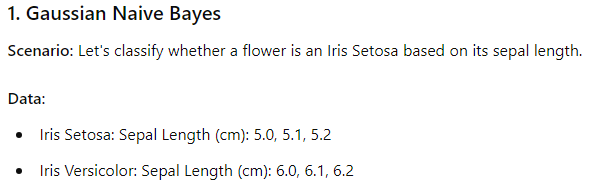 1. Gaussian Naive Bayes
Scenario: Let's classify whether a flower is an Iris Setosa based on its sepal length.
Data:
• Iris Setosa: Sepal Length (cm): 5.0, 5.1, 5.2
• Iris Versicolor: Sepal Length (cm): 6.0, 6.1, 6.2